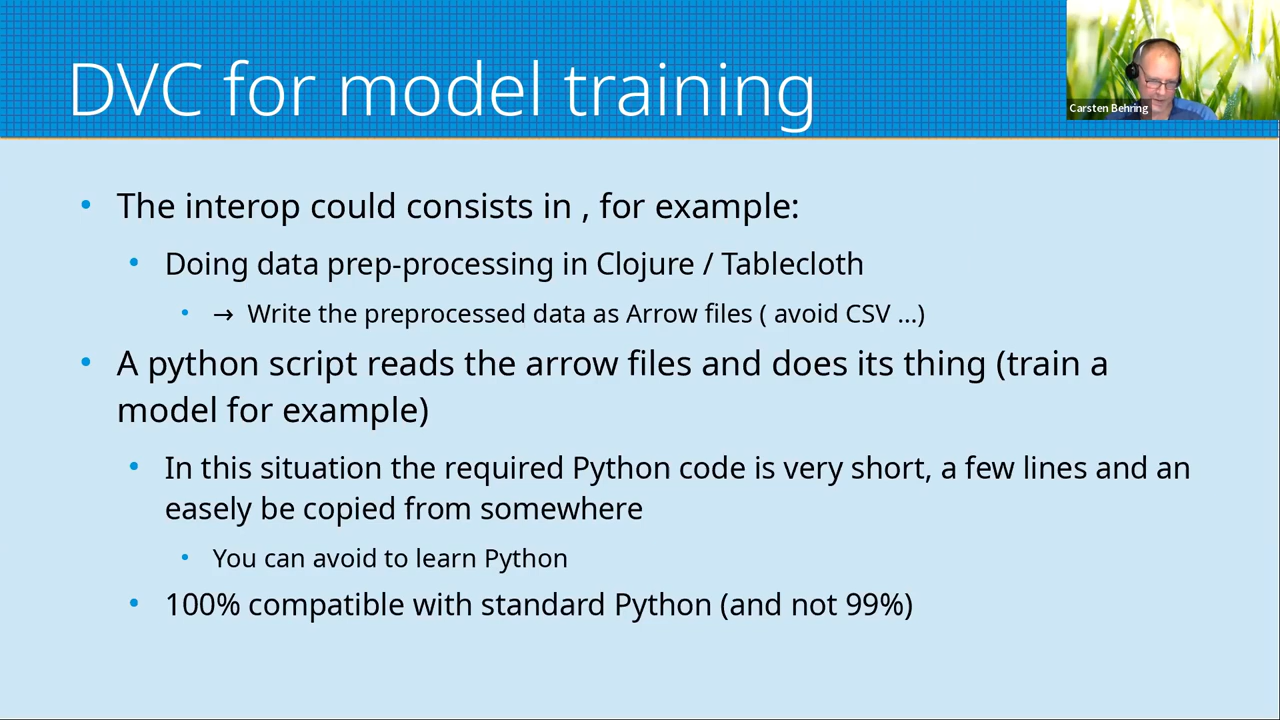 DVC for model training
Carsten Behring
• The interop could consists in , for example:
• Doing data prep-processing in Clojure / Tablecloth
• → Write the preprocessed data as Arrow files ( avoid CSV ...)
• A python script reads the arrow files and does its thing (train a
model for example)
• In this situation the required Python code is very short, a few lines and an
easely be copied from somewhere
• You can avoid to learn Python
• 100% compatible with standard Python (and not 99%)